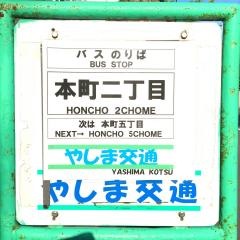 バスのりば
BUS STOP
本町二丁目
HONCHO 2CHOME
次は 本町五丁目
NEXT→ HONCHO 5CHOME
やしま交通
YASHIMA KOTSU
やしま交通